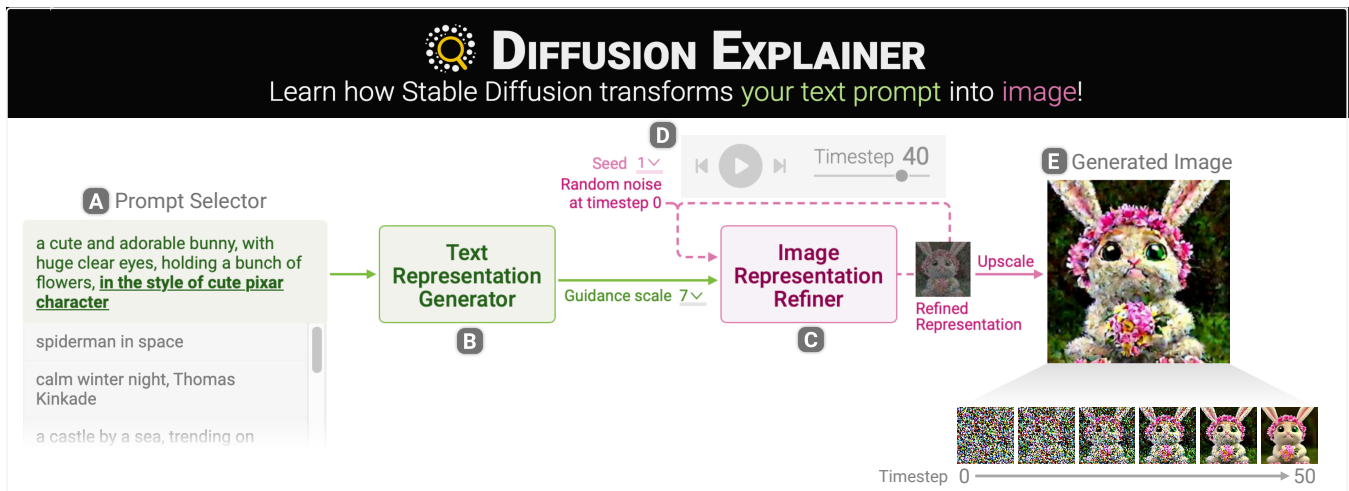 DIFFUSION EXPLAINER
Learn how Stable Diffusion transforms your text prompt into image!
D
Seed 1
Timestep 40
Random noise
at timestep 0
E Generated Image
A Prompt Selector
a cute and adorable bunny, with
huge clear eyes, holding a bunch of
flowers, in the style of cute pixar
character
spiderman in space
calm winter night, Thomas
Kinkade
a castle by a sea, trending on
Text
Representation
Generator
B
Guidance scale 7
Image
Representation
Refiner
C
Upscale
Refined
Representation
Timestep 0 50